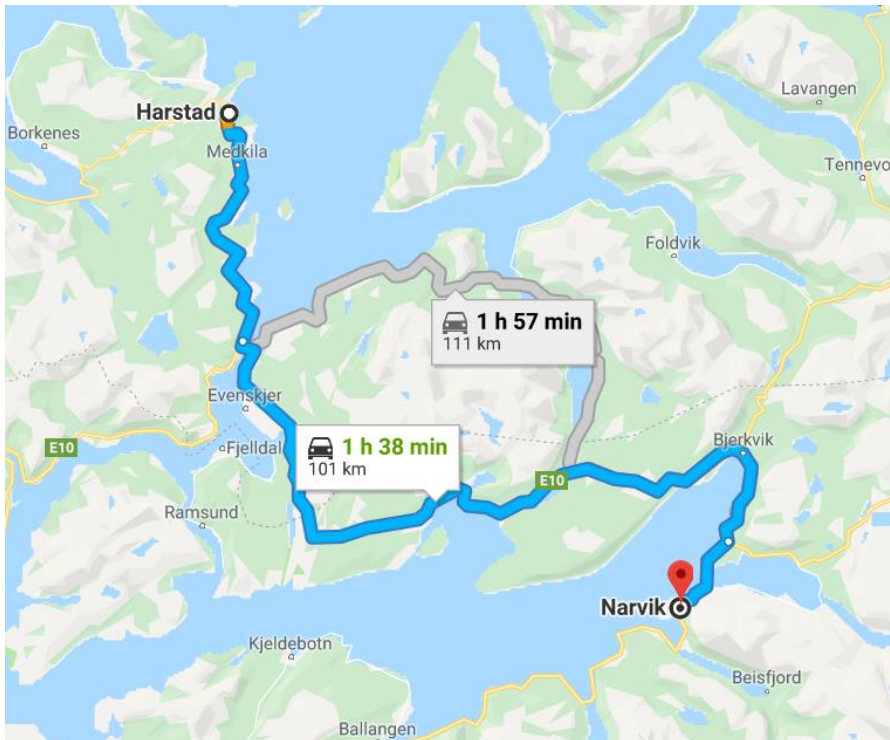 Lavangen
Harstad
Borkenes
Medkila
Tennevo
Foldvik
1 h 57 min
111 km
Evenskjer
E10
Fjelldal
1 h 38 min
101 km
Bjerkvik
E10
Ramsund
Narvik
Kjeldebotn
Beisfjord
Ballangen